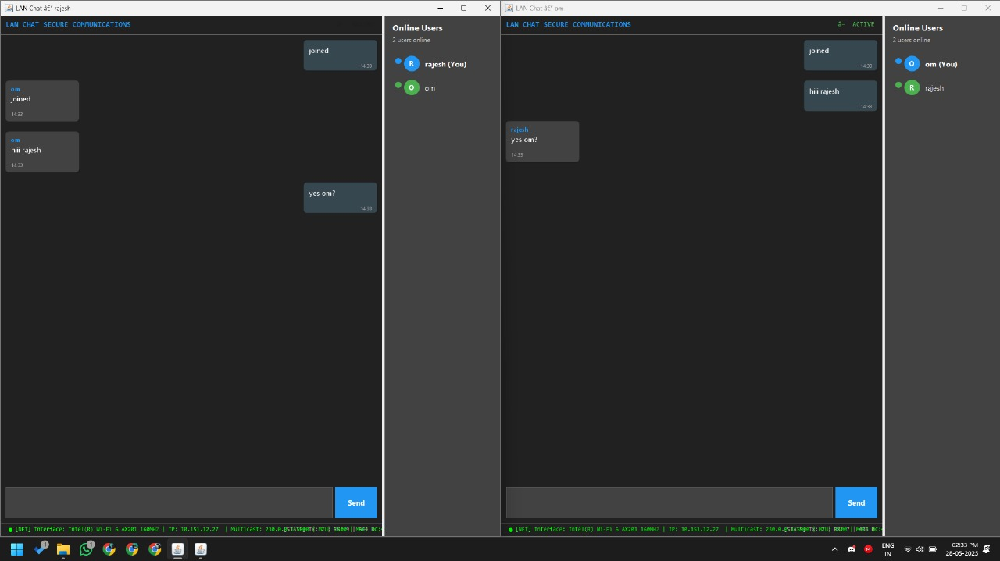 LAN Chat â€" rajesh
LAN CHAT SECURE COMMUNICATIONS
joined
14:33
om
joined
14:33
om
hiii rajesh
14:33
yes om?
14:33
Send
Online Users
2 users online
R
rajesh (You)
O
om
[NET] Interface: Intel(R) Wi-Fi 6 AX201 160MHz | IP: 10.151.12.27 | Multicast: 230.0.
LAN Chat â€" om
LAN CHAT SECURE COMMUNICATIONS
ACTIVE
joined
14:33
hiii rajesh
14:33
rajesh
yes om?
14:33
Send
Online Users
2 users online
O
om (You)
R
rajesh
[NET] Interface: Intel(R) Wi-Fi 6 AX201 160MHz | IP: 10.151.12.27 | Multicast: 230.0.
1
1
M
ENG
IN
02:33 PM
28-05-2025